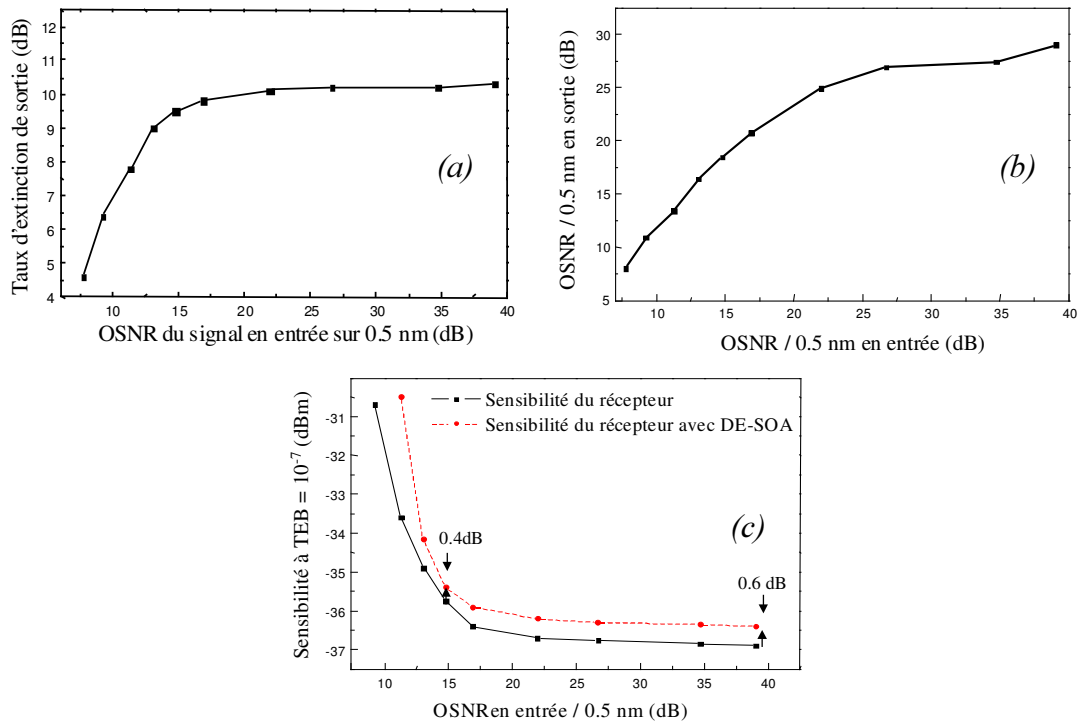 Taux d'extinction de sortie (dB)
12
11
10
9
8
7
6
5
4
10 15 20 25 30 35 40
OSNR du signal en entrée sur 0.5 nm (dB)
(a)
OSNR / 0.5 nm en sortie (dB)
30
25
20
15
10
5
10 15 20 25 30 35 40
OSNR / 0.5 nm en entrée (dB)
(b)
Sensibilité à TEB = 10⁻⁷ (dBm)
-31
-32
-33
-34
-35
-36
-37
Sensibilité du récepteur
Sensibilité du récepteur avec DE-SOA
(c)
0.4dB
0.6 dB
10 15 20 25 30 35 40
OSNRen entrée / 0.5 nm (dB)